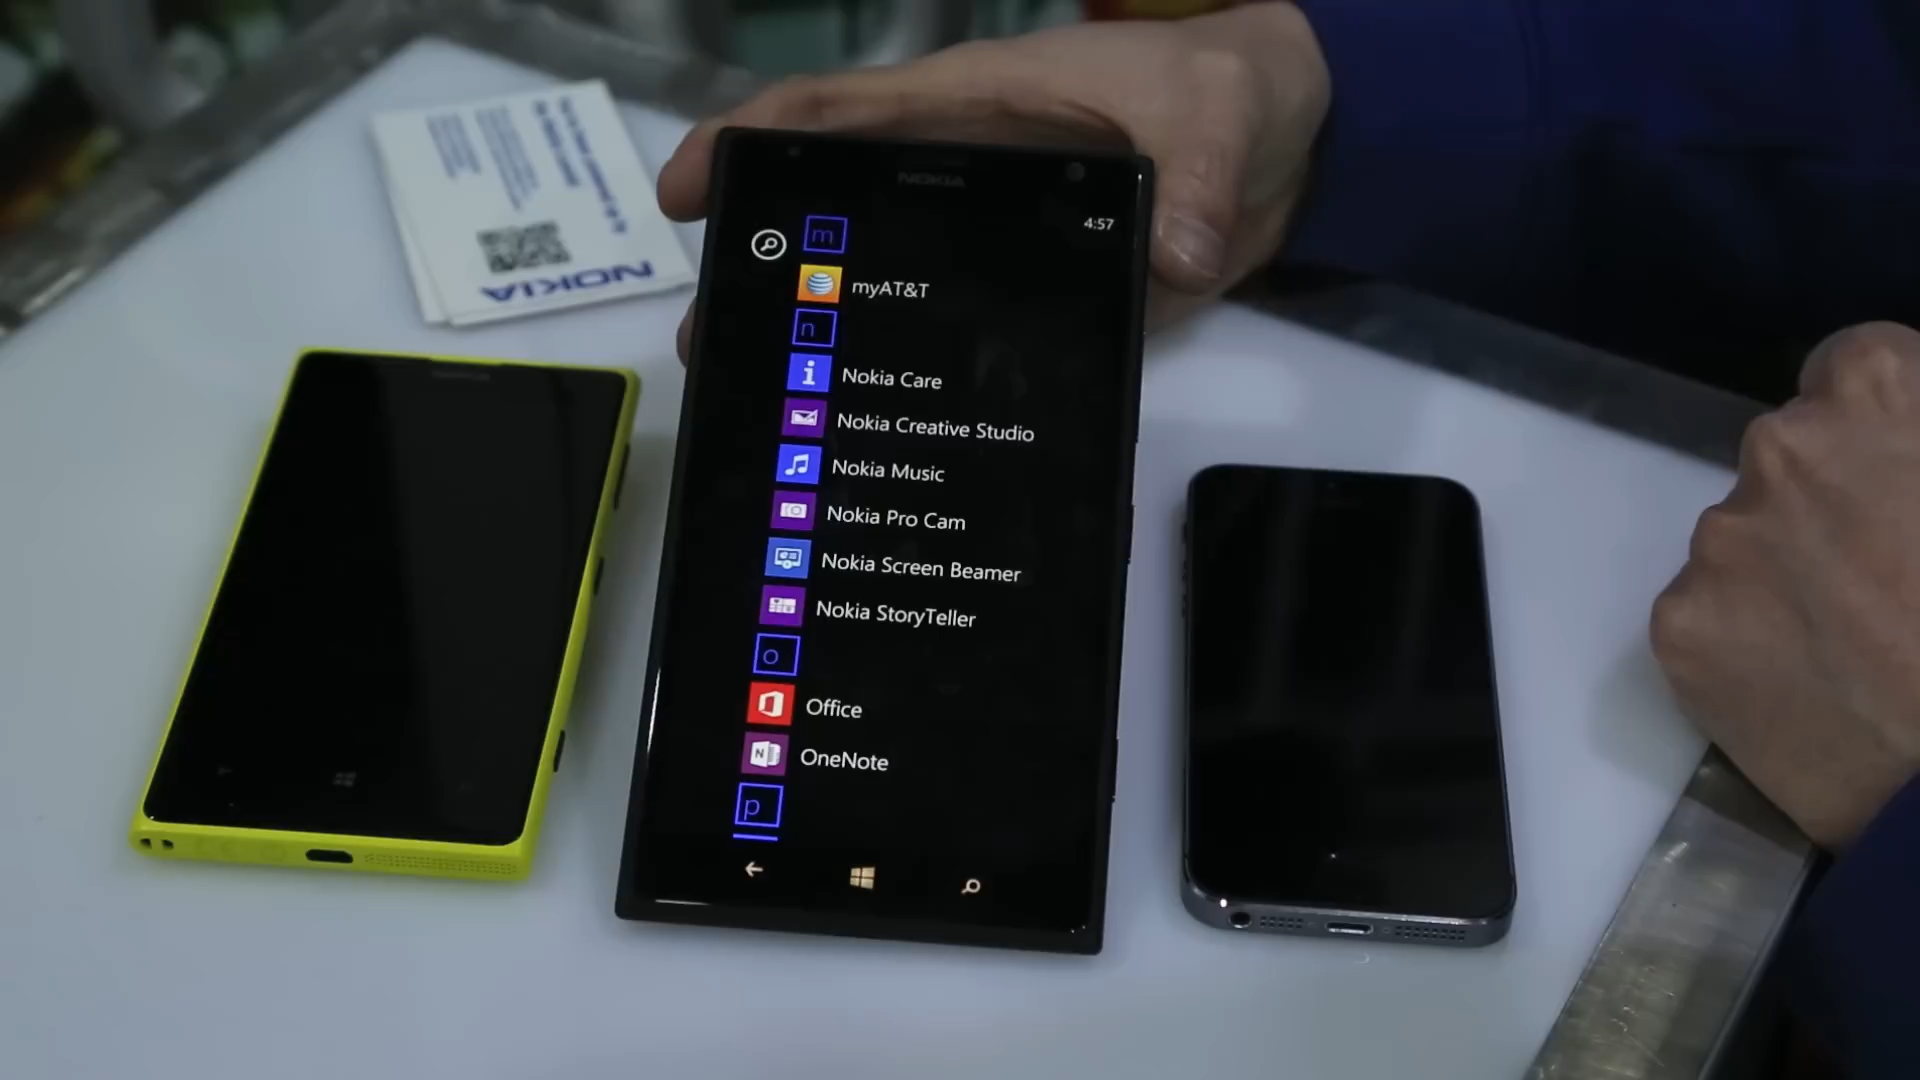 NOKIA
NOKIA
4:57
m
myAT&T
n
Nokia Care
Nokia Creative Studio
Nokia Music
Nokia Pro Cam
Nokia Screen Beamer
Nokia StoryTeller
o
Office
OneNote
p